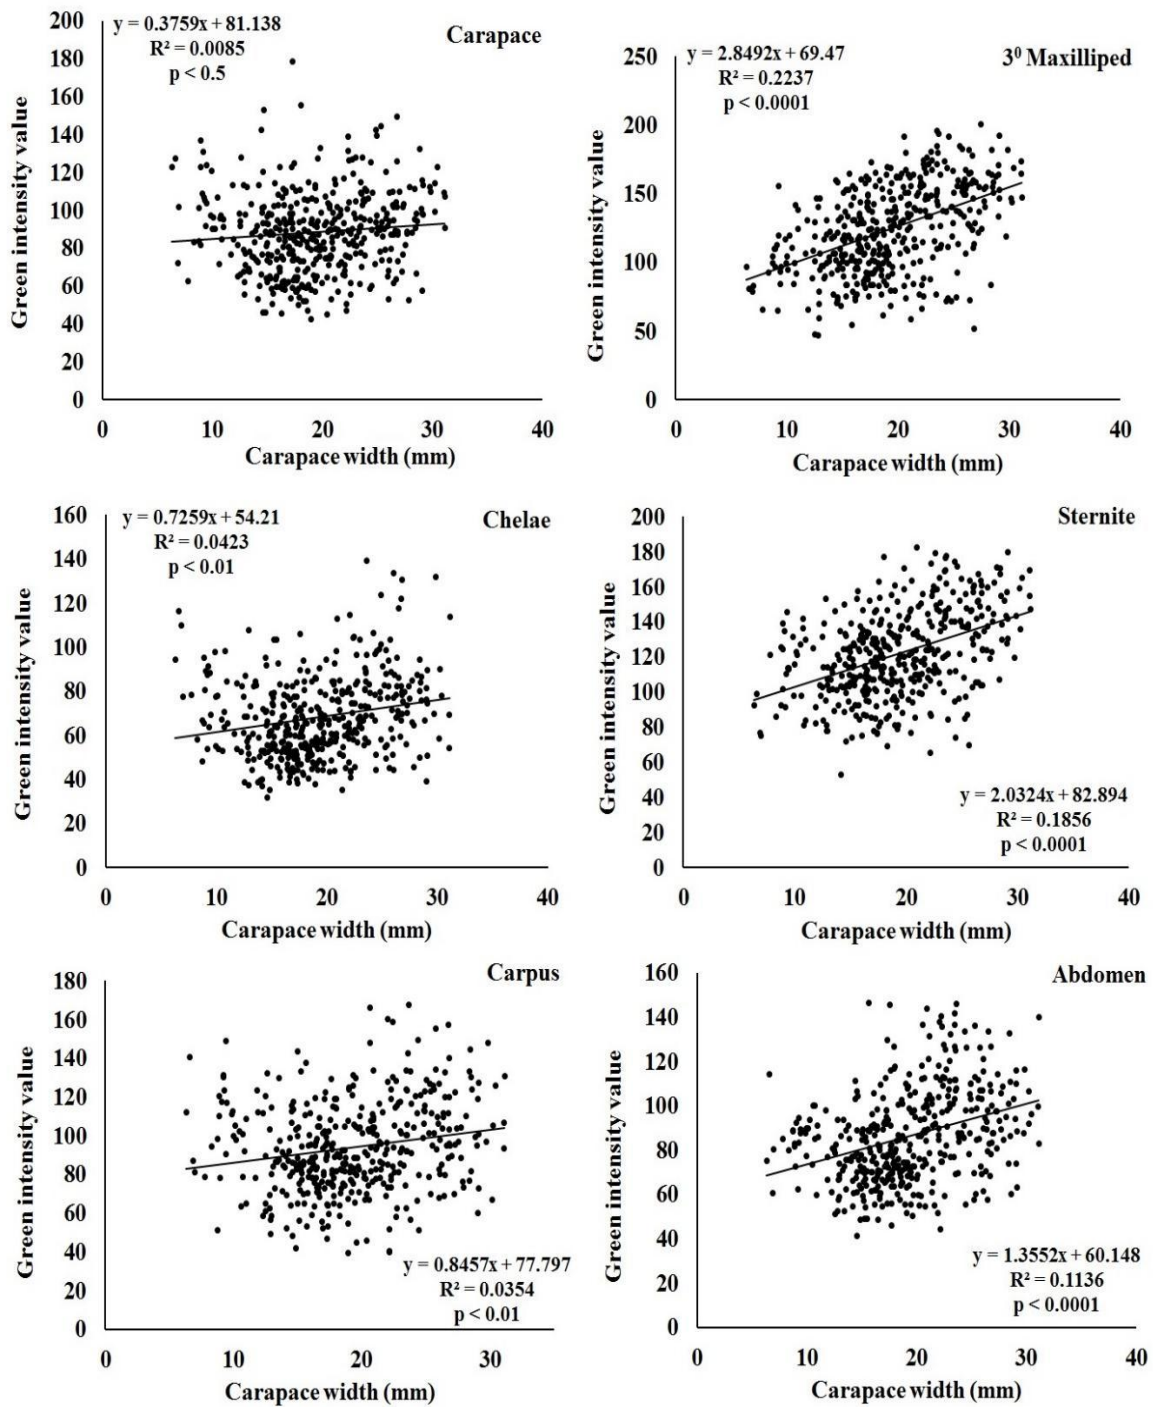 y = 0.3759x + 81.138
R² = 0.0085
p < 0.5
Carapace
Green intensity value
200
180
160
140
120
100
80
60
40
20
0
10
20
30
40
Carapace width (mm)
y = 2.8492x + 69.47
R² = 0.2237
p < 0.0001
3⁰ Maxilliped
Green intensity value
250
200
150
100
50
0
0
10
20
30
40
Carapace width (mm)
y = 0.7259x + 54.21
R² = 0.0423
p < 0.01
Chelae
Green intensity value
160
140
120
100
80
60
40
20
0
0
10
20
30
40
Carapace width (mm)
Sternite
Green intensity value
200
180
160
140
120
100
80
60
40
20
0
0
10
20
30
40
y = 2.0324x + 82.894
R² = 0.1856
p < 0.0001
Carapace width (mm)
Carpus
Green intensity value
180
160
140
120
100
80
60
40
20
0
0
10
20
30
y = 0.8457x + 77.797
R² = 0.0354
p < 0.01
Carapace width (mm)
Abdomen
Green intensity value
160
140
120
100
80
60
40
20
0
0
10
20
30
40
y = 1.3552x + 60.148
R² = 0.1136
p < 0.0001
Carapace width (mm)